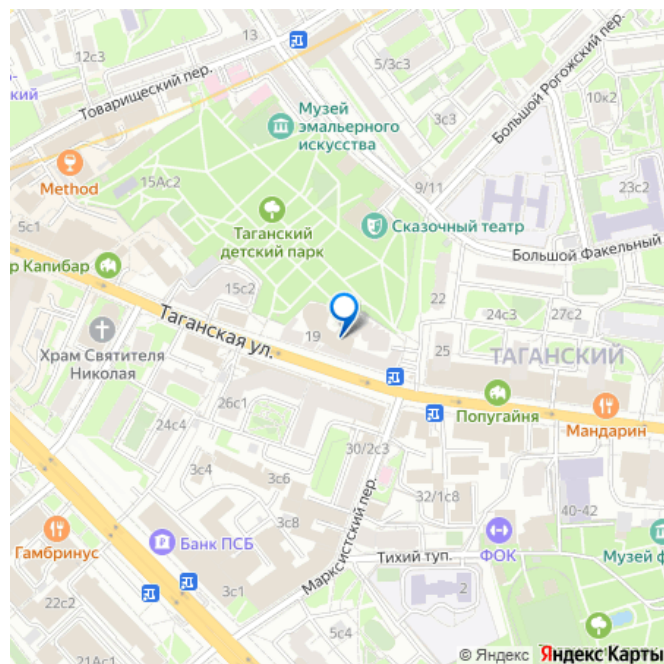 13
12с3
5/3с3
Большой Рогожский пер.
10к2
ский
Товарищеский пер.
Музей
эмальерного
искусства
3с3
Method
15Ас2
9/11
23с2
5с1
Таганский
детский парк
Сказочный театр
Большой Факельный
р Капибар
15с2
22
24с3
27с2
Таганская ул.
19
Храм Святителя
Николая
25
ТАГАНСКИЙ
Попугайня
Мандарин
26с1
24с4
30/2с3
3с4
3с6
32/1с8
40-42
3с8
Гамбринус
Банк ПСБ
Марксистский пер.
Тихий туп.
ФОК
Музей ф
3с1
2
22с2
5с4
21Ас1
© Яндекс Яндекс Карты